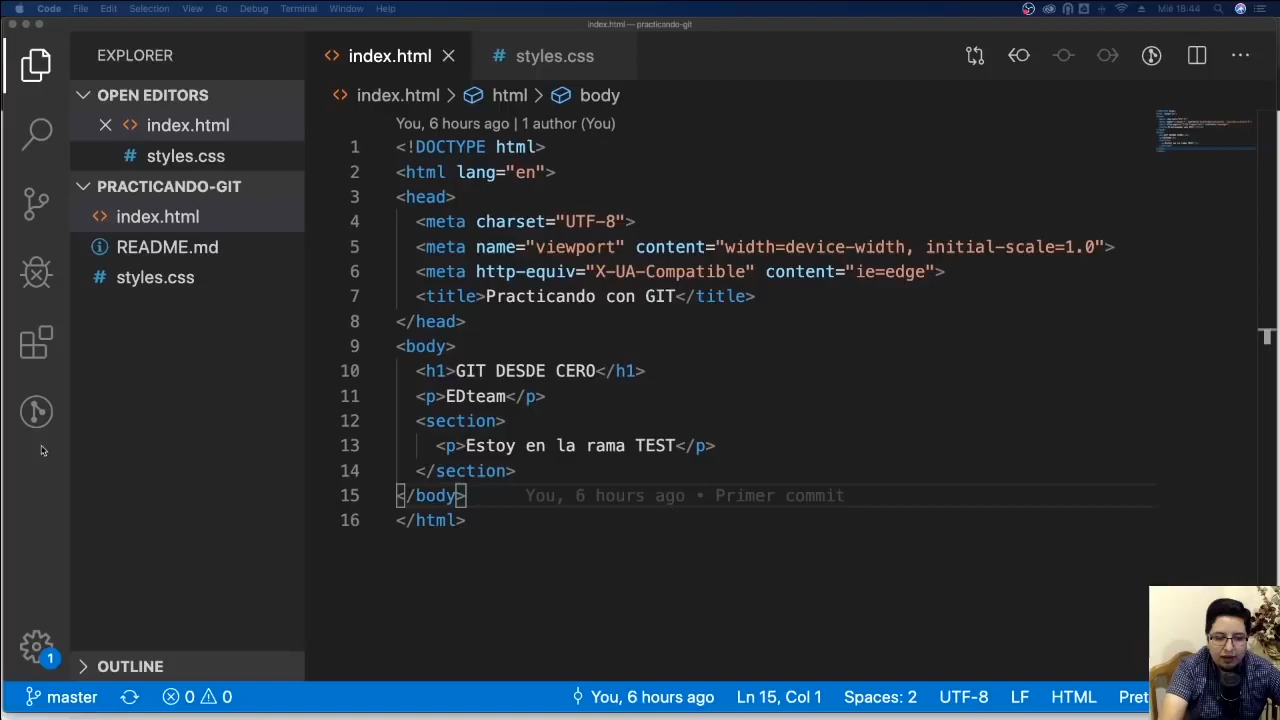 Code File Edit Selection View Go Debug Terminal Window Help Mié 18:44
index.html — practicando-git
EXPLORER
OPEN EDITORS
index.html
styles.css
PRACTICANDO-GIT
index.html
README.md
styles.css
OUTLINE
index.html styles.css
index.html html body
You, 6 hours ago | 1 author (You)
1 <!DOCTYPE html>
2 <html lang="en">
3 <head>
4 <meta charset="UTF-8">
5 <meta name="viewport" content="width=device-width, initial-scale=1.0">
6 <meta http-equiv="X-UA-Compatible" content="ie=edge">
7 <title>Practicando con GIT</title>
8 </head>
9 <body>
10 <h1>GIT DESDE CERO</h1>
11 <p>EDteam</p>
12 <section>
13 <p>Estoy en la rama TEST</p>
14 </section>
15 </body> You, 6 hours ago • Primer commit
16 </html>
1
master 0 0 You, 6 hours ago Ln 15, Col 1 Spaces: 2 UTF-8 LF HTML Pret